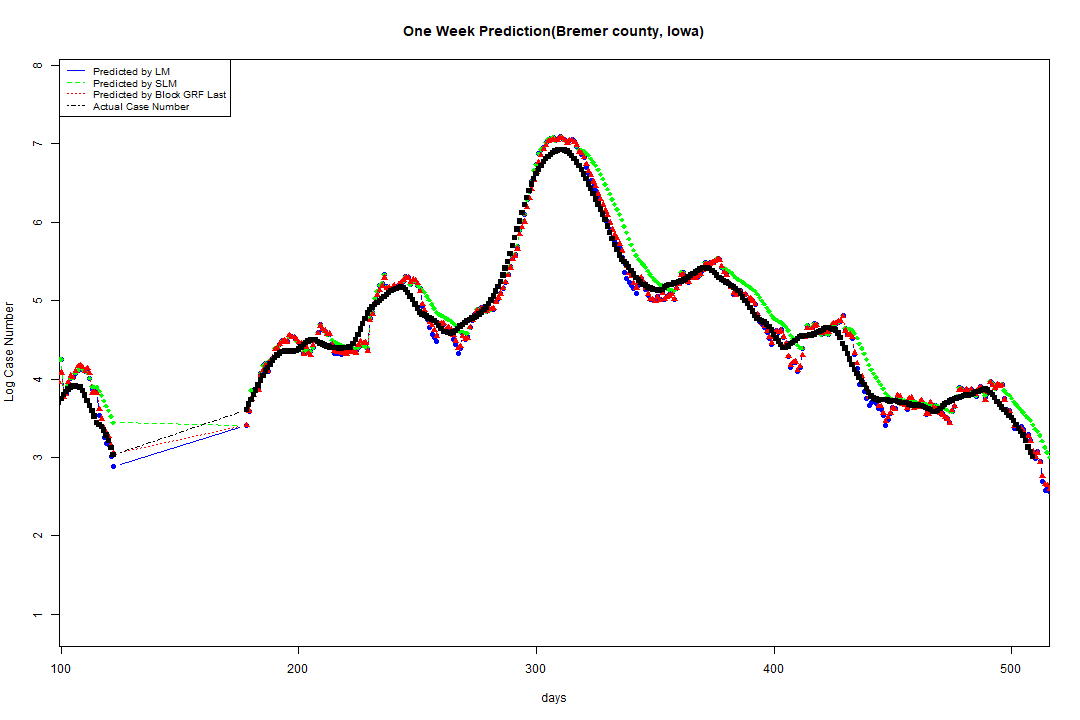 One Week Prediction(Bremer county, Iowa)
Predicted by LM
Predicted by SLM
Predicted by Block GRF Last
Actual Case Number
8
7
6
5
4
3
2
1
Log Case Number
100 200 300 400 500
days